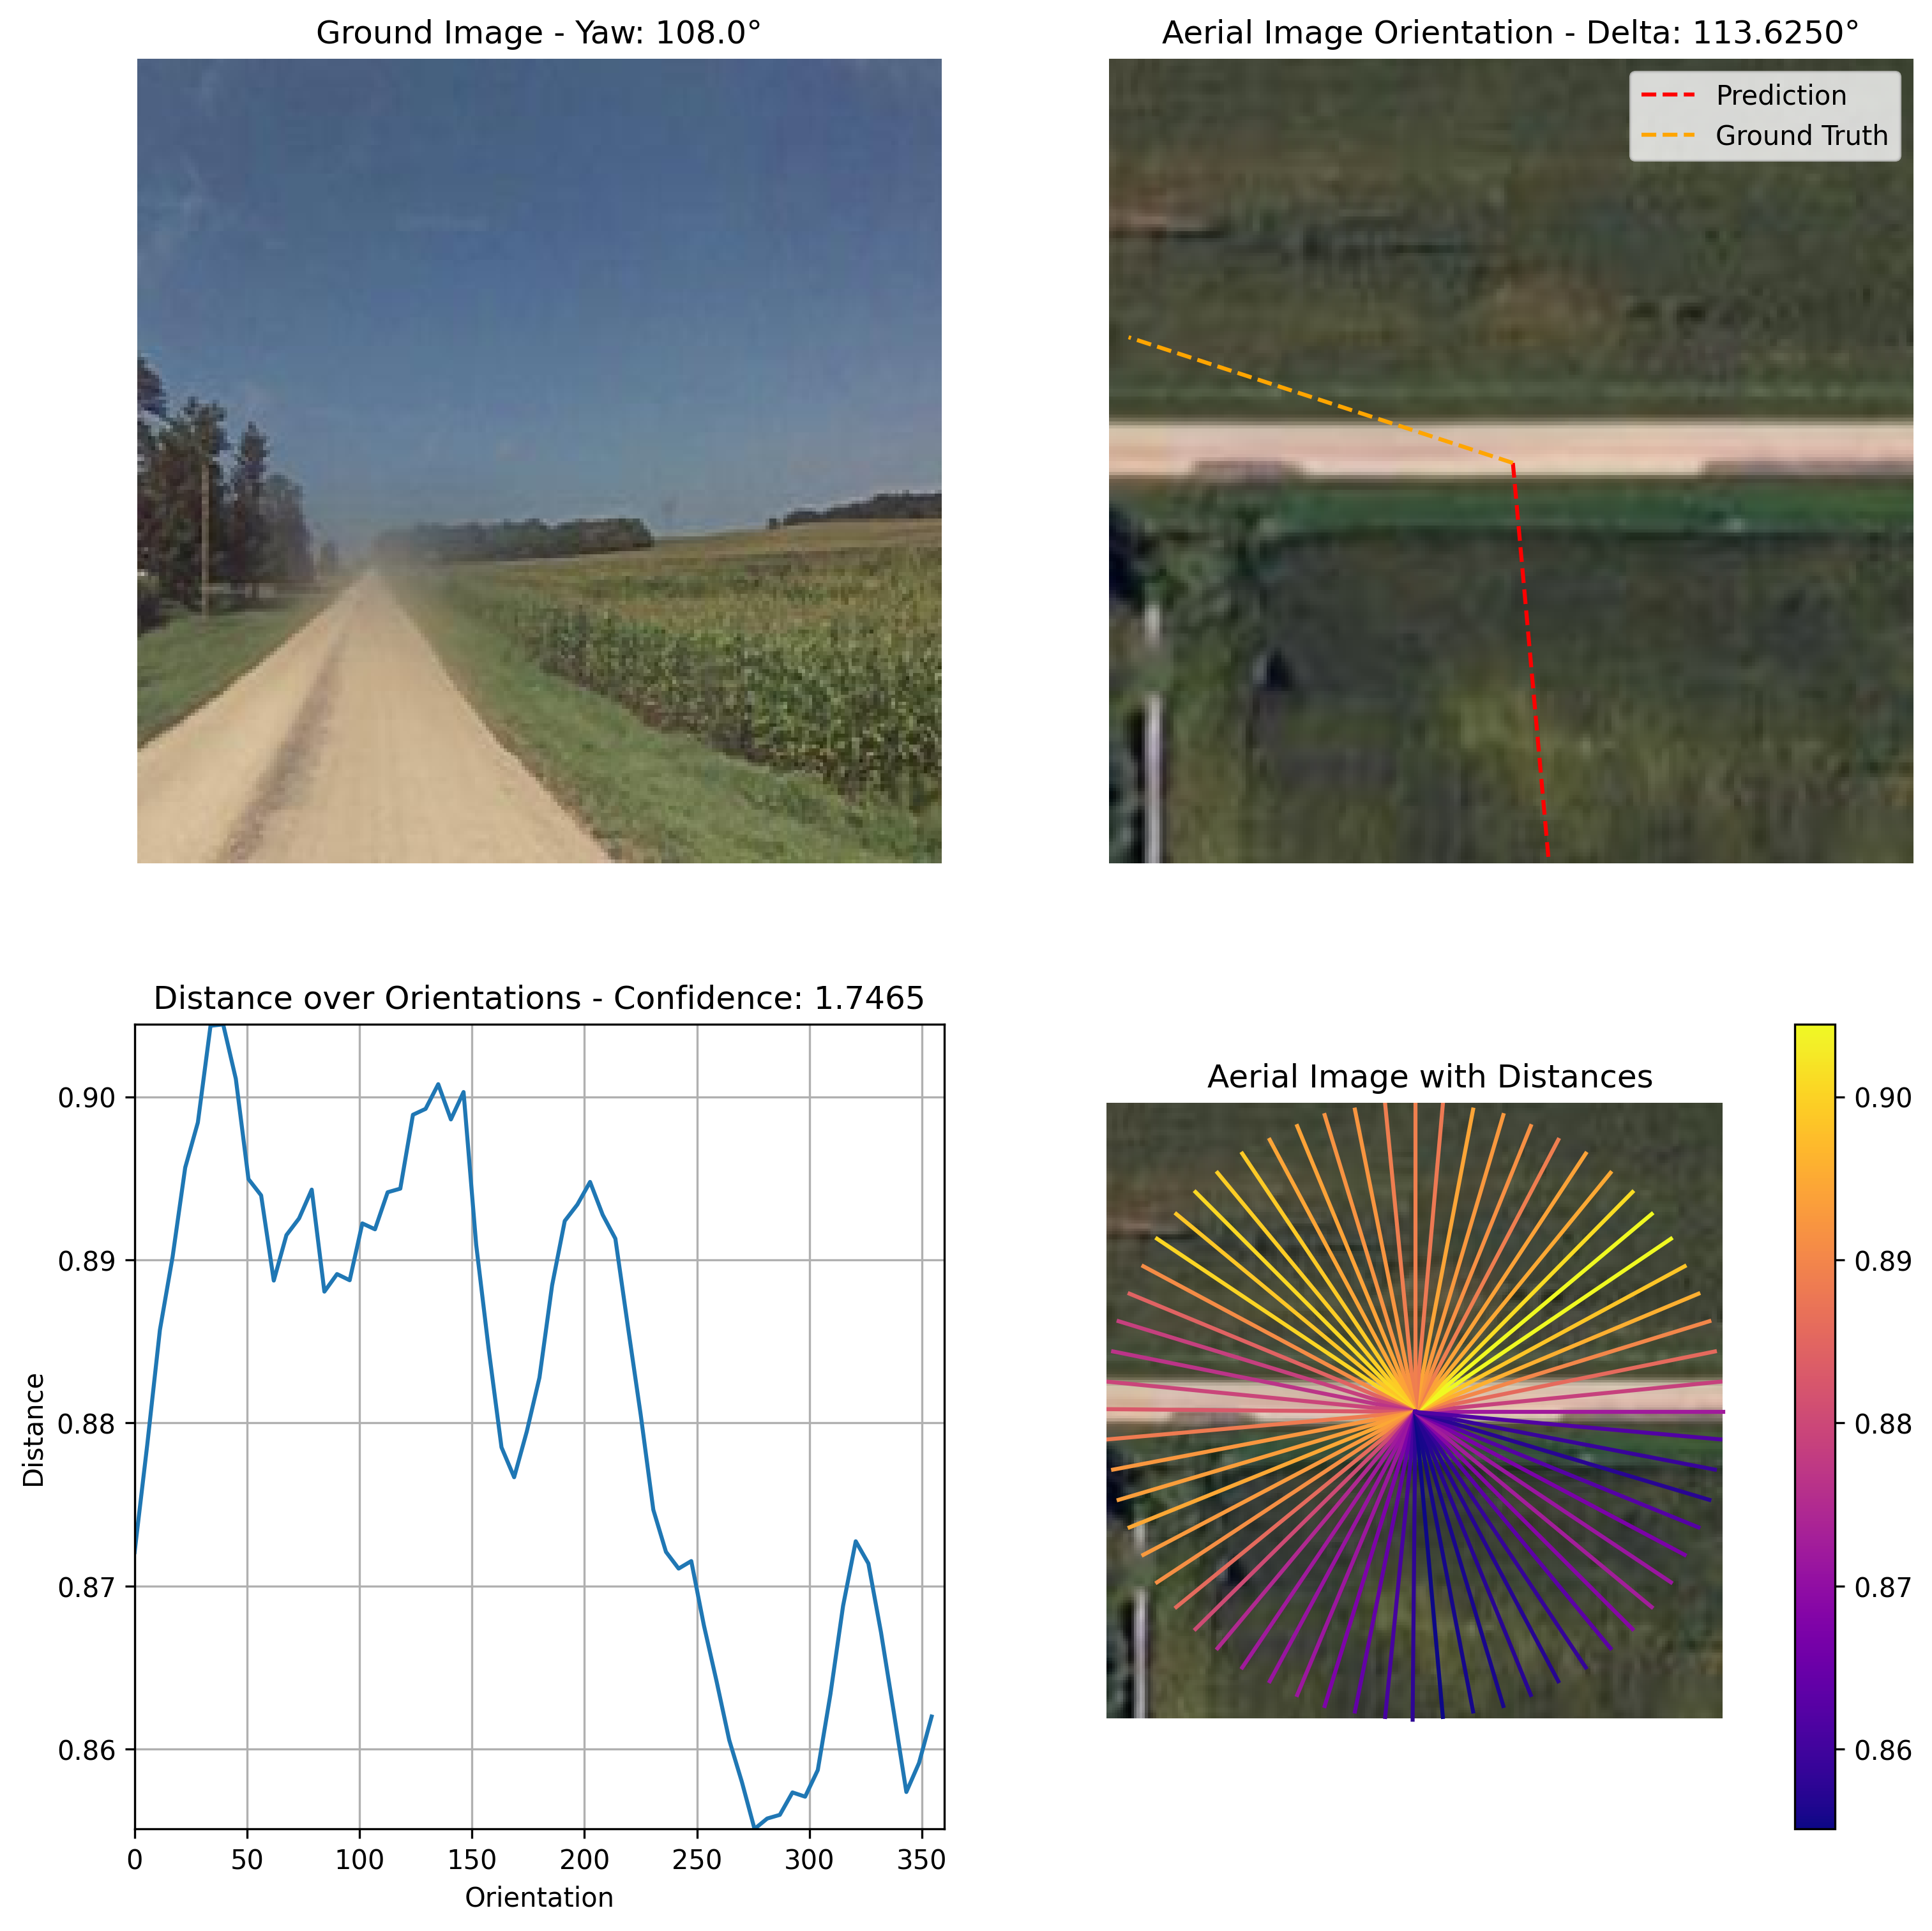 Ground Image - Yaw: 108.0°
Aerial Image Orientation - Delta: 113.6250°
Prediction
Ground Truth
Distance over Orientations - Confidence: 1.7465
0.90
0.89
0.88
0.87
0.86
Distance
0
50
100
150
200
250
300
350
Orientation
Aerial Image with Distances
0.90
0.89
0.88
0.87
0.86